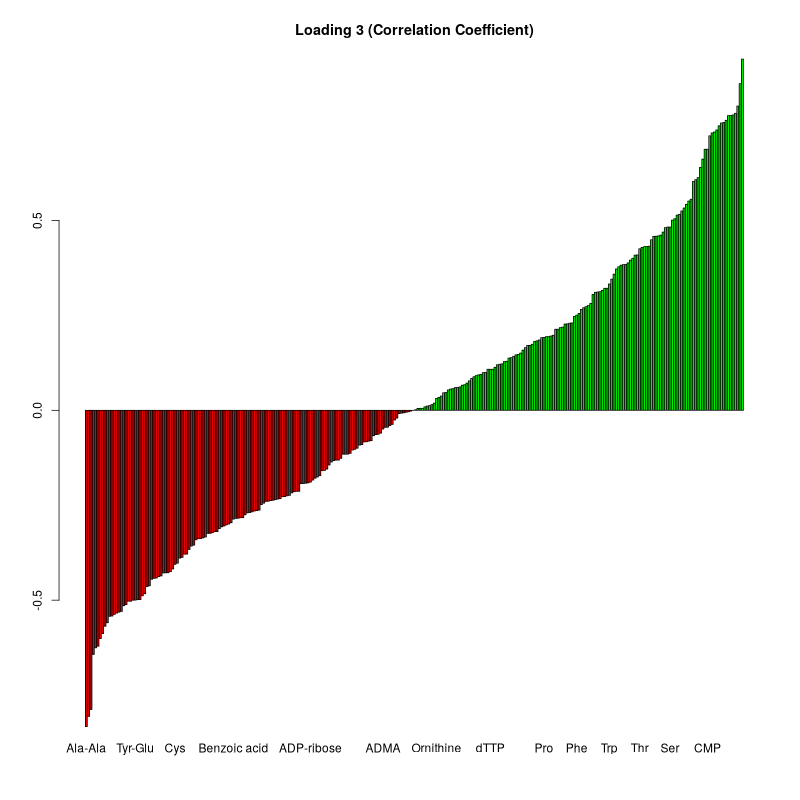 Loading 3 (Correlation Coefficient)
0.5
0.0
-0.5
Ala-Ala Tyr-Glu Cys Benzoic acid ADP-ribose ADMA Ornithine dTTP Pro Phe Trp Thr Ser CMP